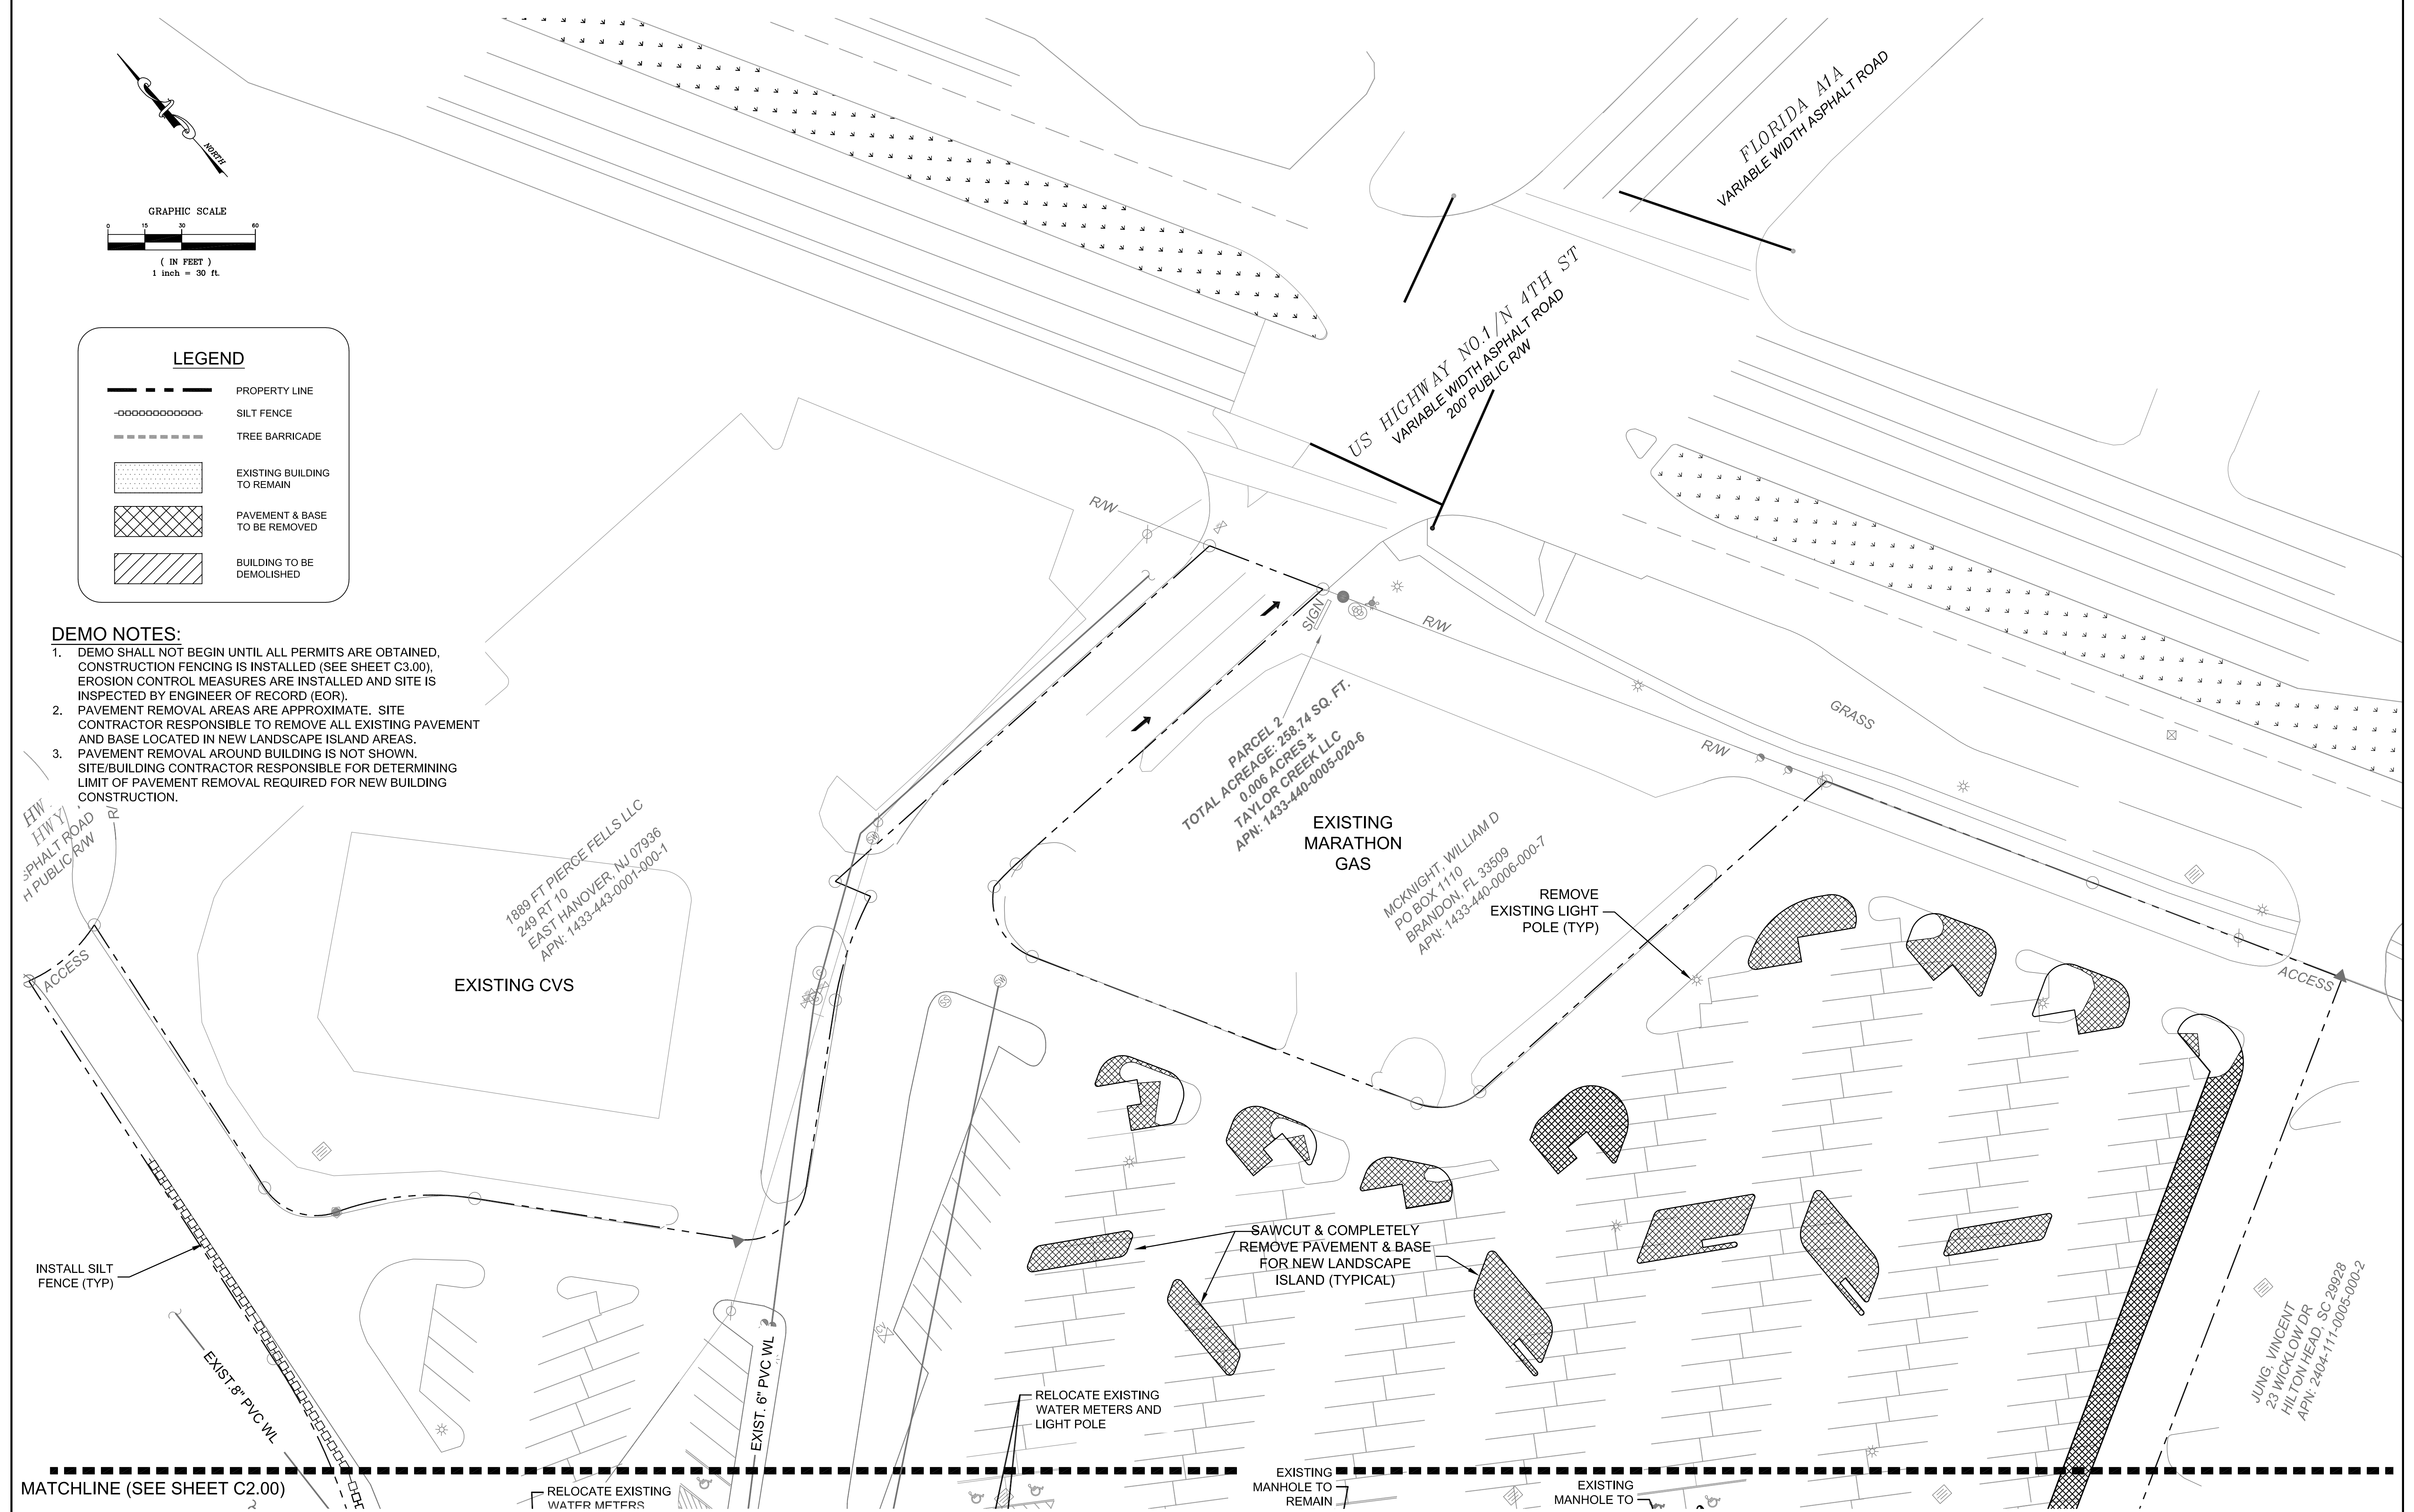 NORTH
GRAPHIC SCALE
0 15 30 60
( IN FEET )
1 inch = 30 ft.
LEGEND
PROPERTY LINE
SILT FENCE
TREE BARRICADE
EXISTING BUILDING
TO REMAIN
PAVEMENT & BASE
TO BE REMOVED
BUILDING TO BE
DEMOLISHED
DEMO NOTES:
1. DEMO SHALL NOT BEGIN UNTIL ALL PERMITS ARE OBTAINED,
CONSTRUCTION FENCING IS INSTALLED (SEE SHEET C3.00),
EROSION CONTROL MEASURES ARE INSTALLED AND SITE IS
INSPECTED BY ENGINEER OF RECORD (EOR).
2. PAVEMENT REMOVAL AREAS ARE APPROXIMATE. SITE
CONTRACTOR RESPONSIBLE TO REMOVE ALL EXISTING PAVEMENT
AND BASE LOCATED IN NEW LANDSCAPE ISLAND AREAS.
3. PAVEMENT REMOVAL AROUND BUILDING IS NOT SHOWN.
SITE/BUILDING CONTRACTOR RESPONSIBLE FOR DETERMINING
LIMIT OF PAVEMENT REMOVAL REQUIRED FOR NEW BUILDING
CONSTRUCTION.
FLORIDA A1A
VARIABLE WIDTH ASPHALT ROAD
US HIGHWAY NO.1/N 4TH ST
VARIABLE WIDTH ASPHALT ROAD
200' PUBLIC R/W
R/W
SIGN
R/W
R/W
GRASS
PARCEL 2
TOTAL ACREAGE: 258.74 SQ. FT.
0.006 ACRES ±
TAYLOR CREEK LLC
APN: 1433-440-0005-020-6
EXISTING
MARATHON
GAS
MCKNIGHT, WILLIAM D
PO BOX 1110
BRANDON, FL 33509
APN: 1433-440-0006-000-7
REMOVE
EXISTING LIGHT
POLE (TYP)
HW
HWY/
SPHALT ROAD
H PUBLIC R/W
R/
1889 FT PIERCE FELLS LLC
249 RT 10
EAST HANOVER, NJ 07936
APN: 1433-443-0001-000-1
EXISTING CVS
ACCESS
ACCESS
SAWCUT & COMPLETELY
REMOVE PAVEMENT & BASE
FOR NEW LANDSCAPE
ISLAND (TYPICAL)
INSTALL SILT
FENCE (TYP)
EXIST.8" PVC WL
EXIST. 6" PVC WL
RELOCATE EXISTING
WATER METERS AND
LIGHT POLE
JUNG, VINCENT
23 WICKLOW DR
HILTON HEAD, SC 29928
APN: 2404-111-0005-000-2
MATCHLINE (SEE SHEET C2.00)
RELOCATE EXISTING
WATER METERS
EXISTING
MANHOLE TO
REMAIN
EXISTING
MANHOLE TO